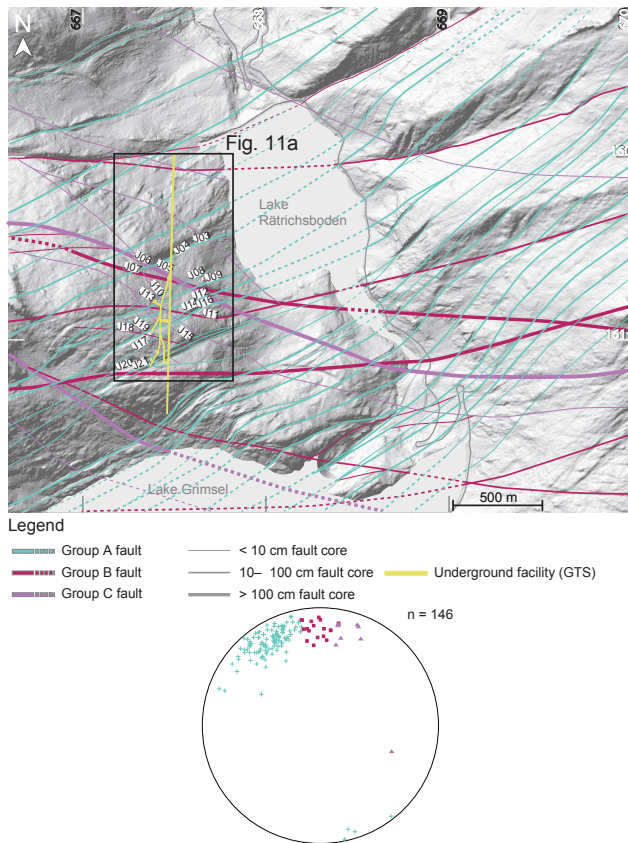 667
668
669
670
N
Fig. 11a
Lake
Rätrichsboden
J03
J04
J06
J05
J07
J08
J09
J10
J13
J12
J14
J16
J11
J18
J19
J15
J17
J20
J21
Lake Grimsel
500 m
Legend
Group A fault
< 10 cm fault core
Group B fault
10– 100 cm fault core
Underground facility (GTS)
Group C fault
> 100 cm fault core
n = 146